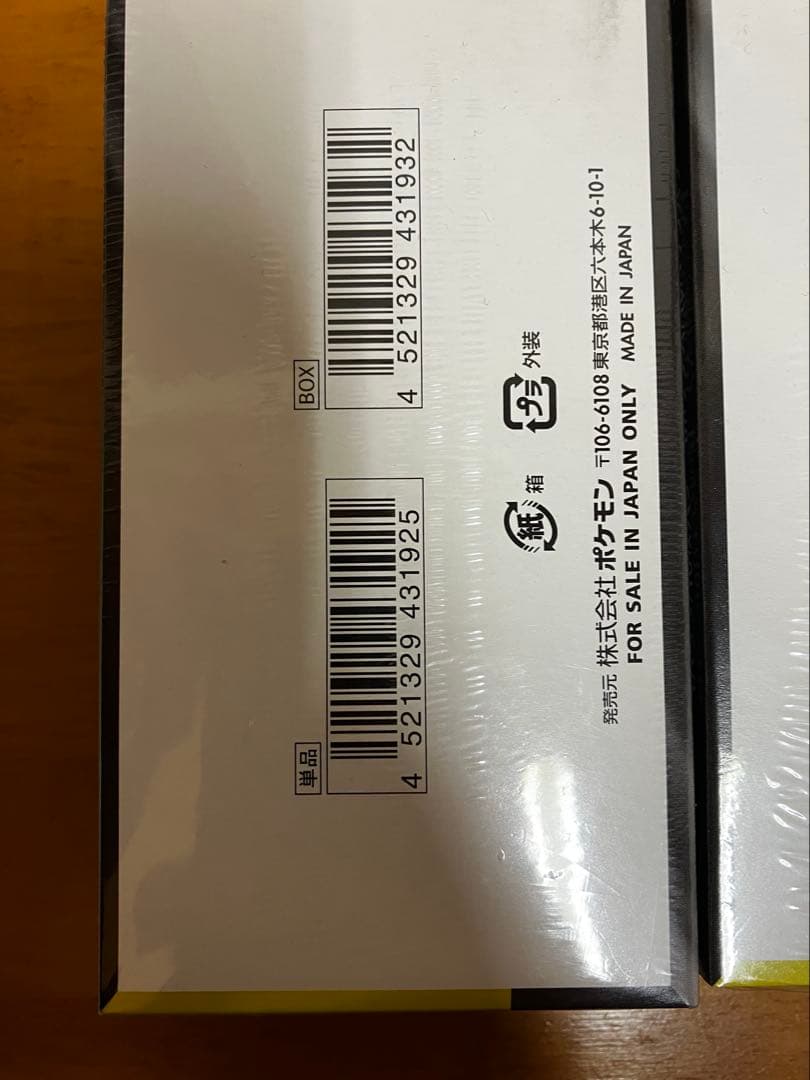 単品
4 521329 431925
BOX
4 521329 431932
紙 箱
プラ 外装
発売元 株式会社 ポケモン 〒106-6108 東京都港区六本木6-10-1
FOR SALE IN JAPAN ONLY MADE IN JAPAN